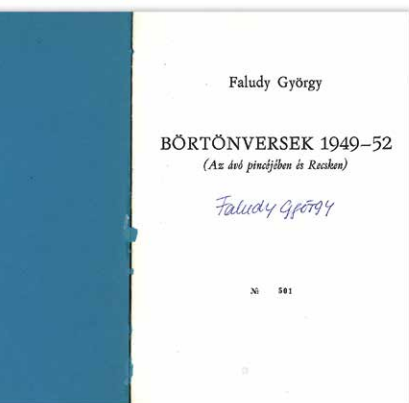 Faludy György
BÖRTÖNVERSEK 1949–52
(Az ávó pincéjében és Recsken)
Faludy György
№ 501